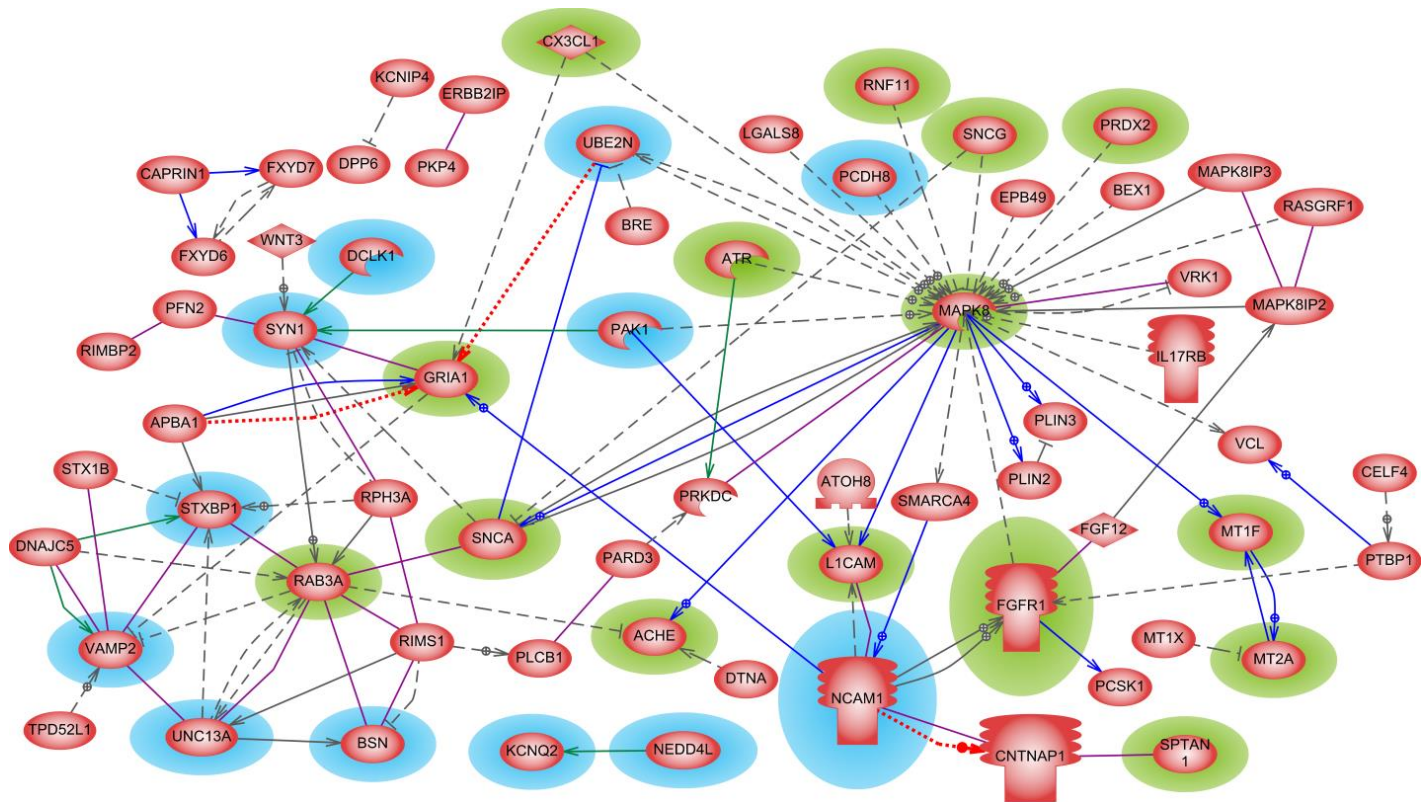 CX3CL1
KCNIP4
ERBB2IP
RNF11
LGALS8
SNCG
PRDX2
UBE2N
DPP6
PKP4
FXYD7
CAPRIN1
PCDH8
MAPK8IP3
EPB49
BEX1
RASGRF1
BRE
WNT3
FXYD6
DCLK1
ATR
VRK1
PFN2
SYN1
PAK1
MAPK8
MAPK8IP2
RIMBP2
IL17RB
GRIA1
APBA1
PLIN3
VCL
STX1B
PLIN2
CELF4
ATOH8
RPH3A
PRKDC
SMARCA4
STXBP1
FGF12
MT1F
SNCA
DNAJC5
PARD3
L1CAM
PTBP1
RAB3A
FGFR1
ACHE
MT1X
VAMP2
RIMS1
PLCB1
MT2A
DTNA
PCSK1
NCAM1
TPD52L1
UNC13A
BSN
KCNQ2
NEDD4L
CNTNAP1
SPTAN
1